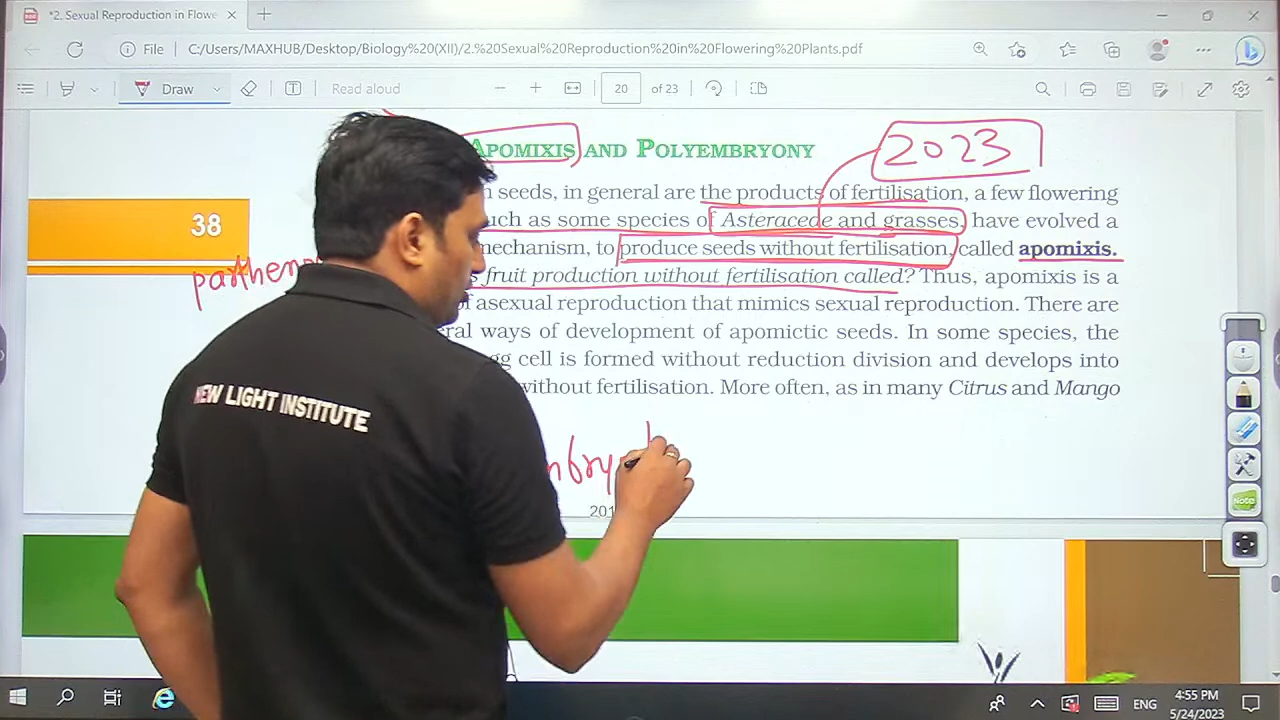 *2. Sexual Reproduction in Flowe
File
C:/Users/MAXHUB/Desktop/Biology%20(XII)/2.%20Sexual%20Reproduction%20in%20Flowering%20Plants.pdf
Draw
Read aloud
20
of 23
APOMIXIS AND POLYEMBRYONY
2023
seeds, in general are the products of fertilisation, a few flowering
38
such as some species of Asteraceae and grasses, have evolved a
mechanism, to produce seeds without fertilisation, called apomixis.
fruit production without fertilisation called? Thus, apomixis is a
of asexual reproduction that mimics sexual reproduction. There are
ways of development of apomictic seeds. In some species, the
cell is formed without reduction division and develops into
without fertilisation. More often, as in many Citrus and Mango
NEW LIGHT INSTITUTE
Note
ENG
4:55 PM
5/24/2023